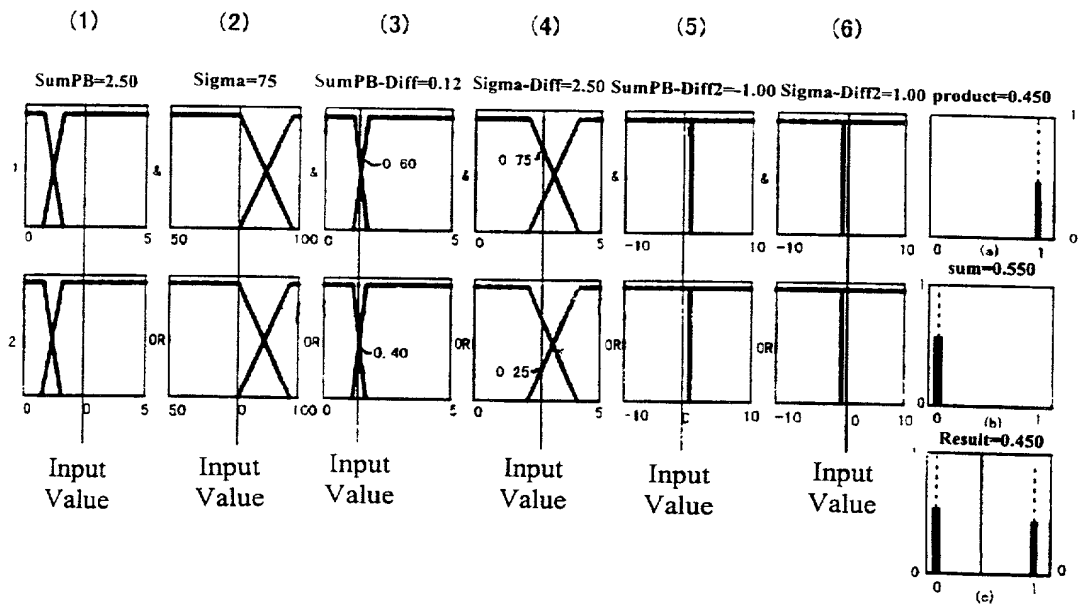 (1) (2) (3) (4) (5) (6)
SumPB=2.50 Sigma=75 SumPB-Diff=0.12 Sigma-Diff=2.50 SumPB-Diff2=-1.00 Sigma-Diff2=1.00 product=0.450
1
1 & 0 60 & & 0 75 & &
0 5 50 100 0 5 0 5 -10 10 -10 10 0 1 0
(a)
sum=0.550
1
2 OR 0.40 OR OR 0 25 OR OR
0 0 5 50 0 100 0 5 0 5 -10 10 -10 0 10 0 0 1
(b)
Result=0.450
Input Value
Input Value
Input Value
Input Value
Input Value
Input Value
0 0 1 0